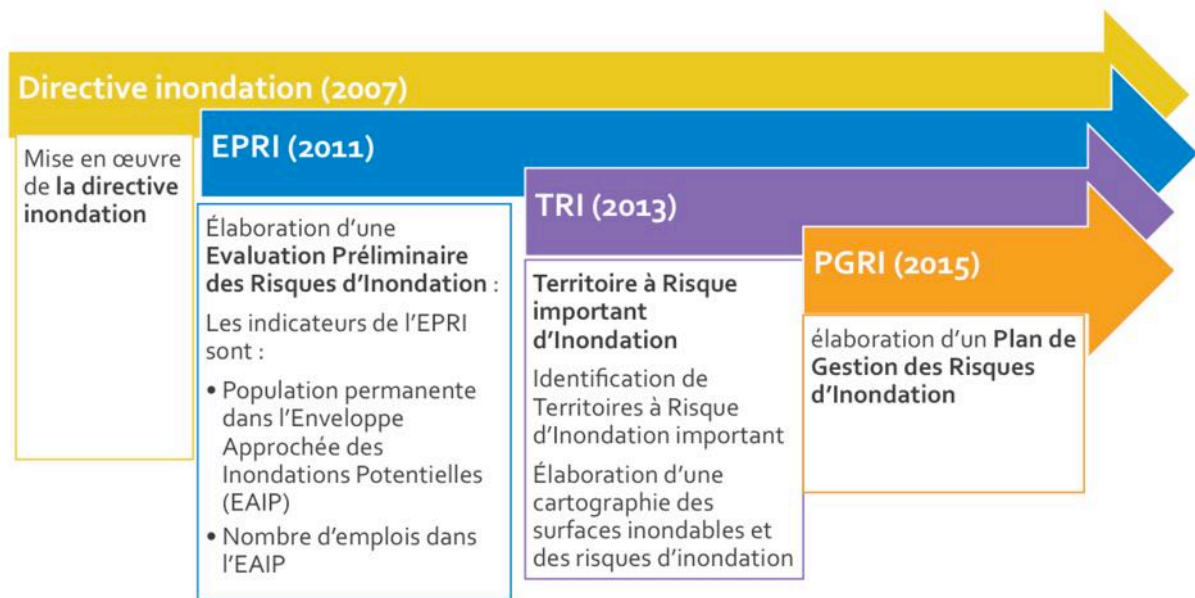 Directive inondation (2007)
Mise en œuvre
de la directive
inondation
EPRI (2011)
Élaboration d’une
Evaluation Préliminaire
des Risques d’Inondation :
Les indicateurs de l’EPRI
sont :
• Population permanente
dans l’Enveloppe
Approchée des
Inondations Potentielles
(EAIP)
• Nombre d’emplois dans
l’EAIP
TRI (2013)
Territoire à Risque
important
d’Inondation
Identification de
Territoires à Risque
d’Inondation important
Élaboration d’une
cartographie des
surfaces inondables et
des risques d’inondation
PGRI (2015)
élaboration d’un Plan de
Gestion des Risques
d’Inondation